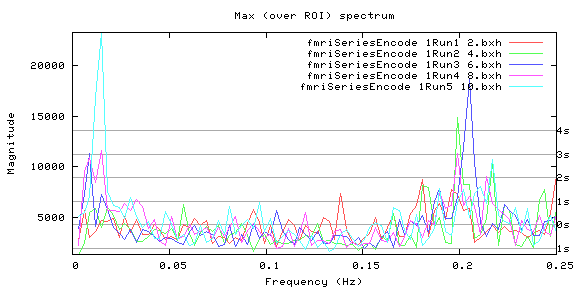 Max (over ROI) spectrum
fmriSeriesEncode 1Run1 2.bxh
fmriSeriesEncode 1Run2 4.bxh
fmriSeriesEncode 1Run3 6.bxh
fmriSeriesEncode 1Run4 8.bxh
fmriSeriesEncode 1Run5 10.bxh
20000
15000
10000
5000
Magnitude
4s
3s
2s
1s
0s
1s
0
0.05
0.1
0.15
0.2
0.25
Frequency (Hz)